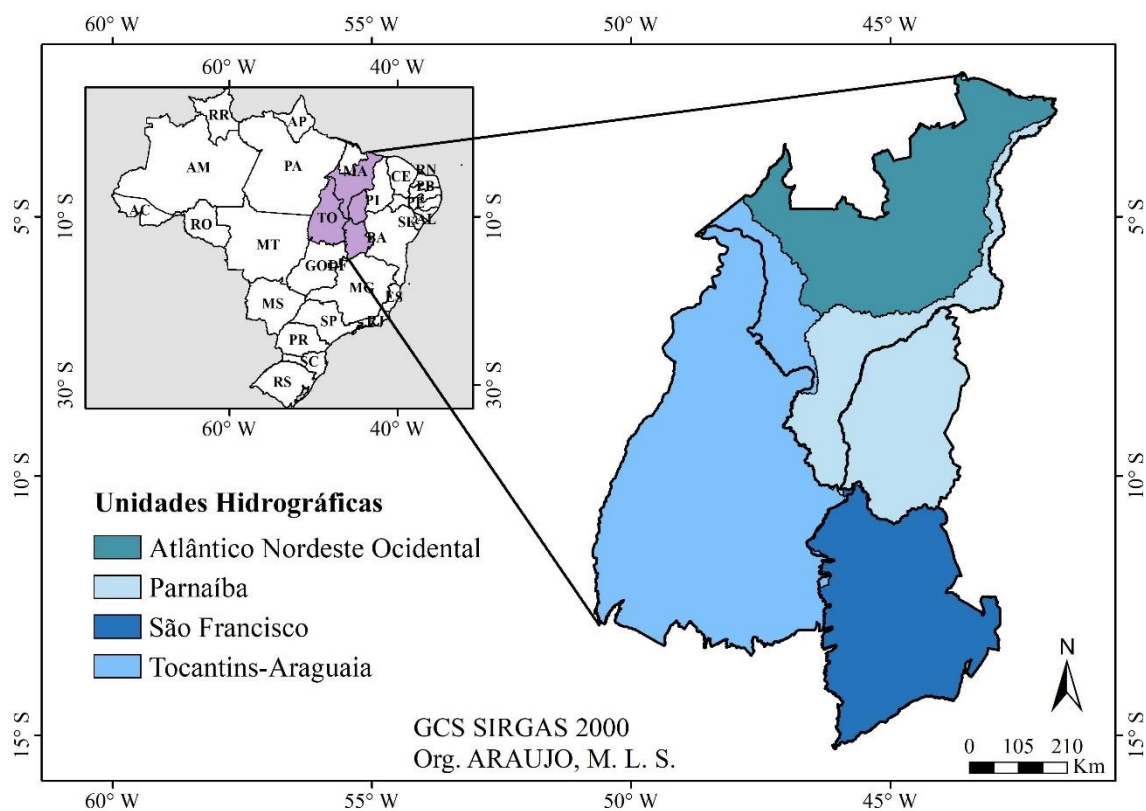 60° W
55° W
50° W
45° W
60° W
40° W
RR
AP
AM
PA
MA
CE
RN
PB
PI
PE
AC
TO
AL
SE
RO
BA
MT
GO
DF
MG
ES
MS
SP
RJ
PR
SC
RS
10° S
30° S
10° S
30° S
60° W
40° W
5° S
10° S
15° S
5° S
10° S
15° S
Unidades Hidrográficas
Atlântico Nordeste Ocidental
Parnaíba
São Francisco
Tocantins-Araguaia
GCS SIRGAS 2000
Org. ARAUJO, M. L. S.
N
0 105 210
Km
60° W
55° W
50° W
45° W